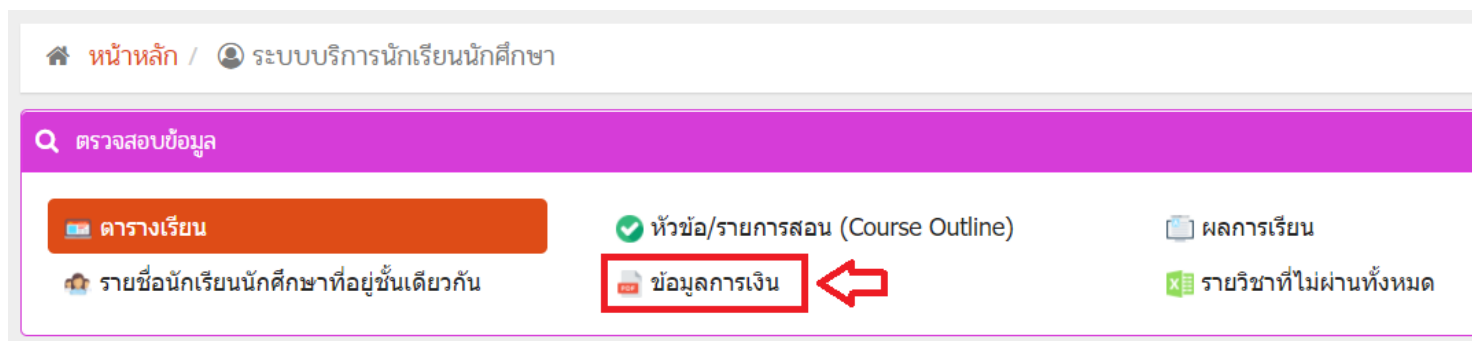 หน้าหลัก / ระบบบริการนักเรียนนักศึกษา
ตรวจสอบข้อมูล
ตารางเรียน
หัวข้อ/รายการสอน (Course Outline)
ผลการเรียน
รายชื่อนักเรียนนักศึกษาที่อยู่ชั้นเดียวกัน
PDF ข้อมูลการเงิน
รายวิชาที่ไม่ผ่านทั้งหมด